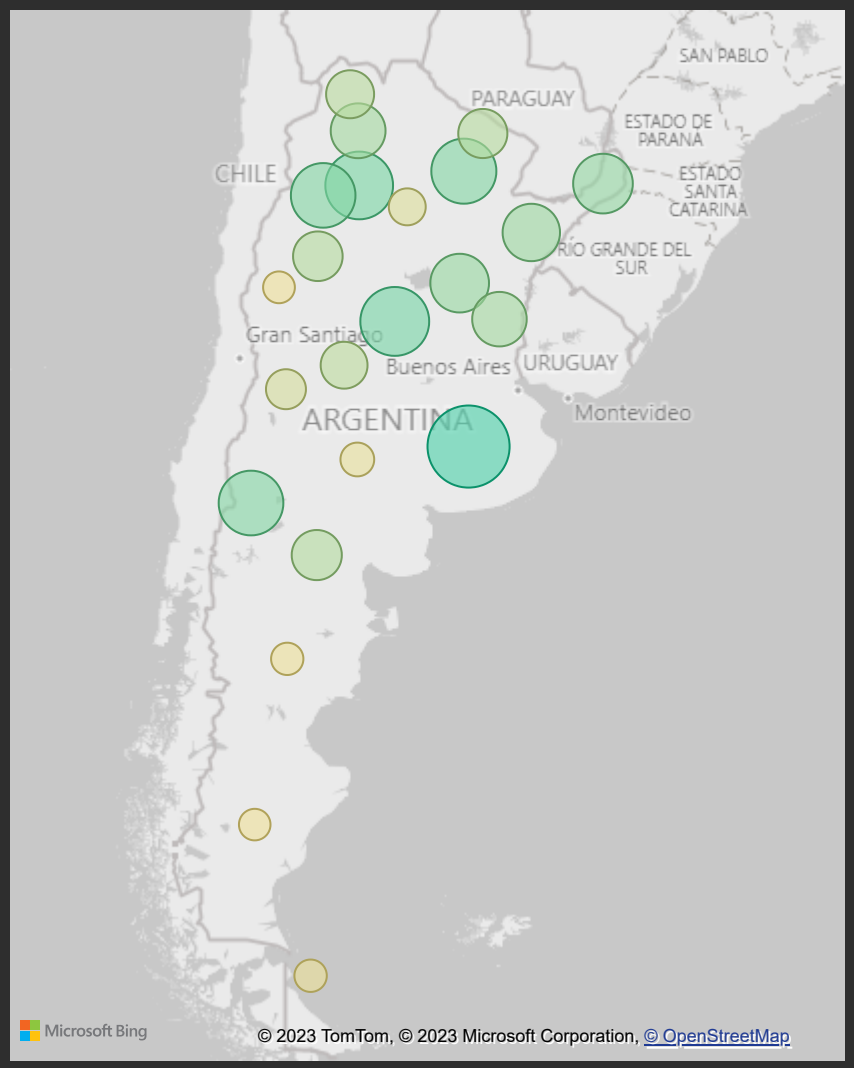 SAN PABLO
PARAGUAY
ESTADO DE
PARANÁ
CHILE
ESTADO
SANTA
CATARINA
RÍO GRANDE DEL
SUR
Gran Santiago
Buenos Aires
URUGUAY
ARGENTINA
Montevideo
Microsoft Bing
© 2023 TomTom, © 2023 Microsoft Corporation, © OpenStreetMap